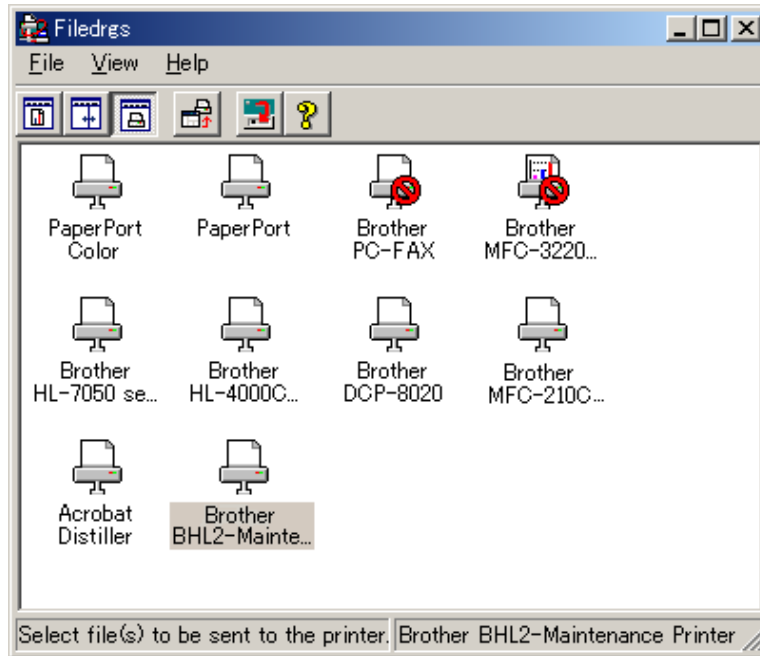 Filedrgs
File View Help
PaperPort
Color
PaperPort
Brother
PC-FAX
Brother
MFC-3220...
Brother
HL-7050 se...
Brother
HL-4000C...
Brother
DCP-8020
Brother
MFC-210C...
Acrobat
Distiller
Brother
BHL2-Mainte...
Select file(s) to be sent to the printer. Brother BHL2-Maintenance Printer